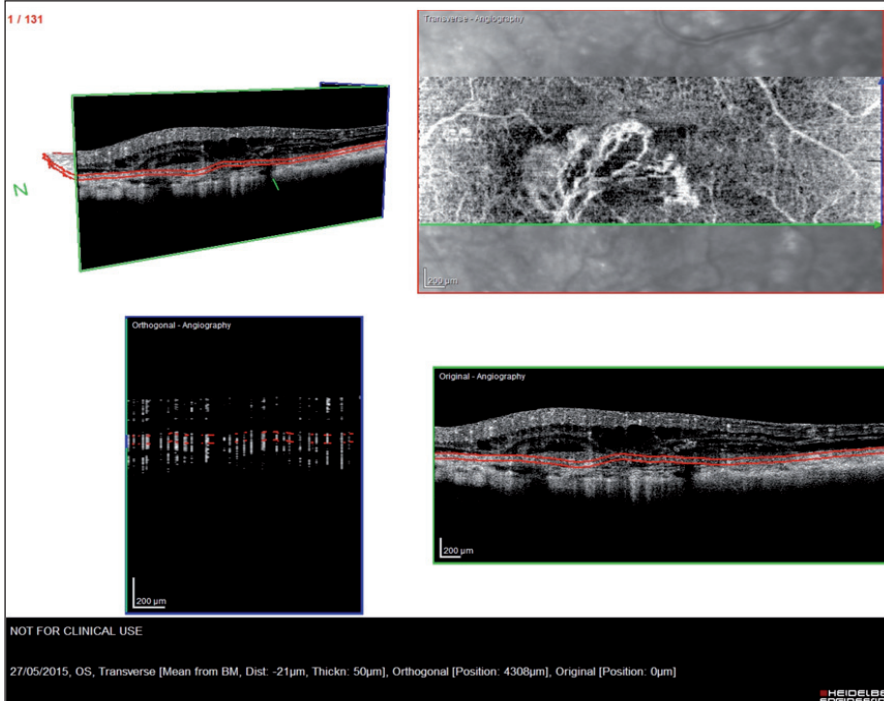 1 / 131
Transverse - Angiography
N
200 µm
Orthogonal - Angiography
Original - Angiography
200 µm
200 µm
NOT FOR CLINICAL USE
27/05/2015, OS, Transverse [Mean from BM, Dist: -21µm, Thickn: 50µm], Orthogonal [Position: 4308µm], Original [Position: 0µm]